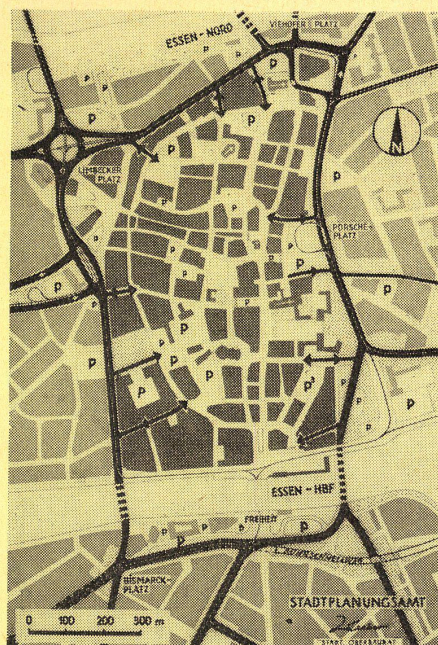 ESSEN-NORD
VIEHOFER PLATZ
LIMBECKER
PLATZ
N
PORSCHE-
PLATZ
ESSEN-HBF
FREIHEIT
BISMARCK-
PLATZ
STADTPLANUNGSAMT
0 100 200 300 m
STÄDT. OBERBAURAT